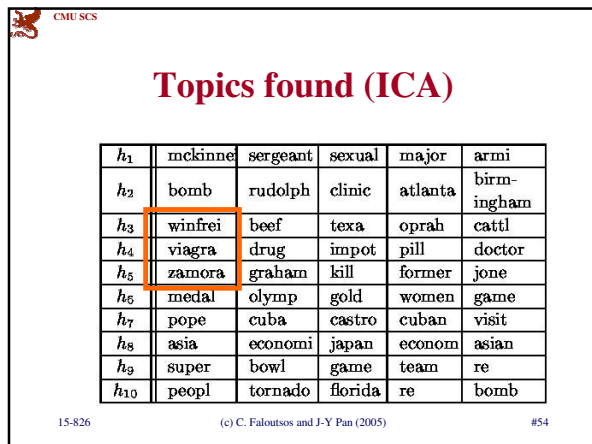 CMU SCS
Topics found (ICA)
h1 mckinne sergeant sexual major armi
h2 bomb rudolph clinic atlanta birm-
ingham
h3 winfrei beef texa oprah cattl
h4 viagra drug impot pill doctor
h5 zamora graham kill former jone
h6 medal olymp gold women game
h7 pope cuba castro cuban visit
h8 asia economi japan econom asian
h9 super bowl game team re
h10 peopl tornado florida re bomb
15-826 (c) C. Faloutsos and J-Y Pan (2005) #54